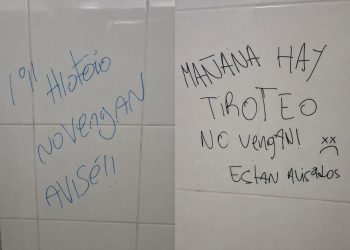 NO VENGAN
AVISÉ!!
MAÑANA HAY
TIROTEO
NO VENGAN!
ESTAN AVISADOS